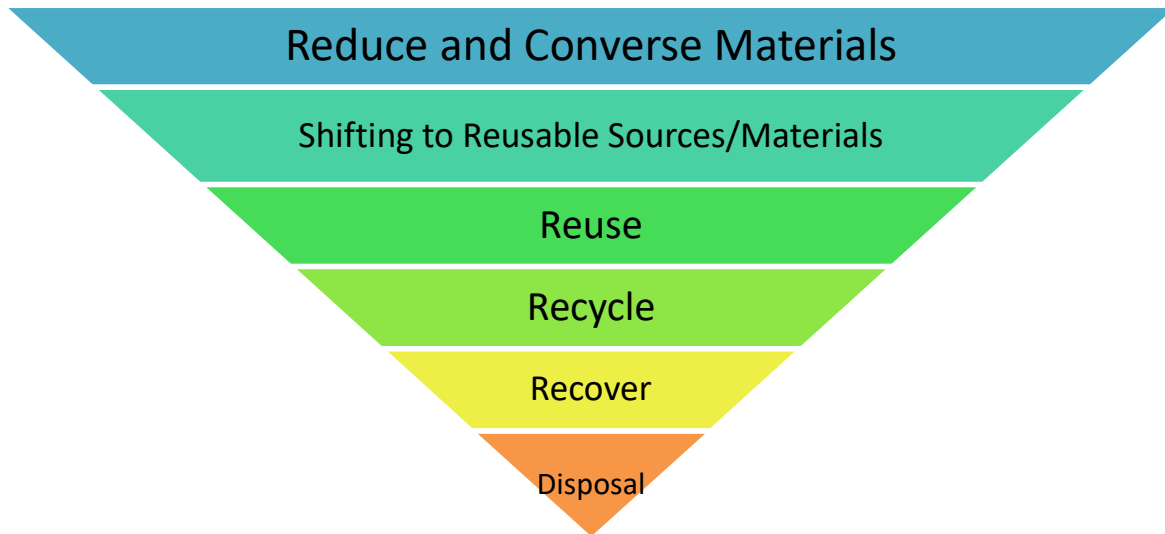 Reduce and Converse Materials
Shifting to Reusable Sources/Materials
Reuse
Recycle
Recover
Disposal